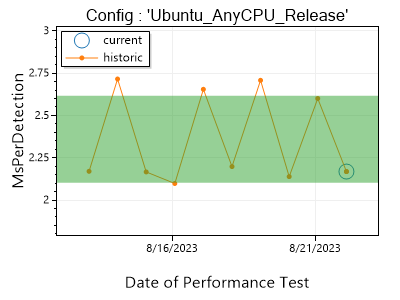 Config : 'Ubuntu_AnyCPU_Release'
current
historic
3
2.75
2.5
2.25
2
MsPerDetection
8/16/2023
8/21/2023
Date of Performance Test